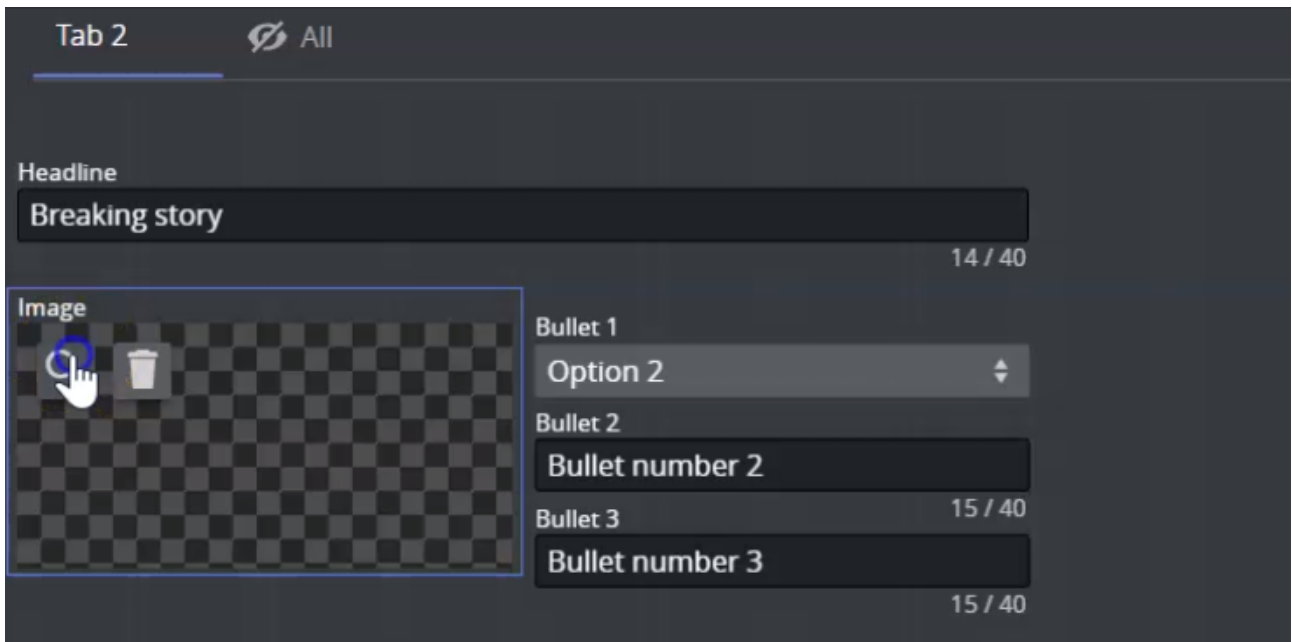 Tab 2
All
Headline
Breaking story
14 / 40
Image
Bullet 1
Option 2
Bullet 2
Bullet number 2
15 / 40
Bullet 3
Bullet number 3
15 / 40